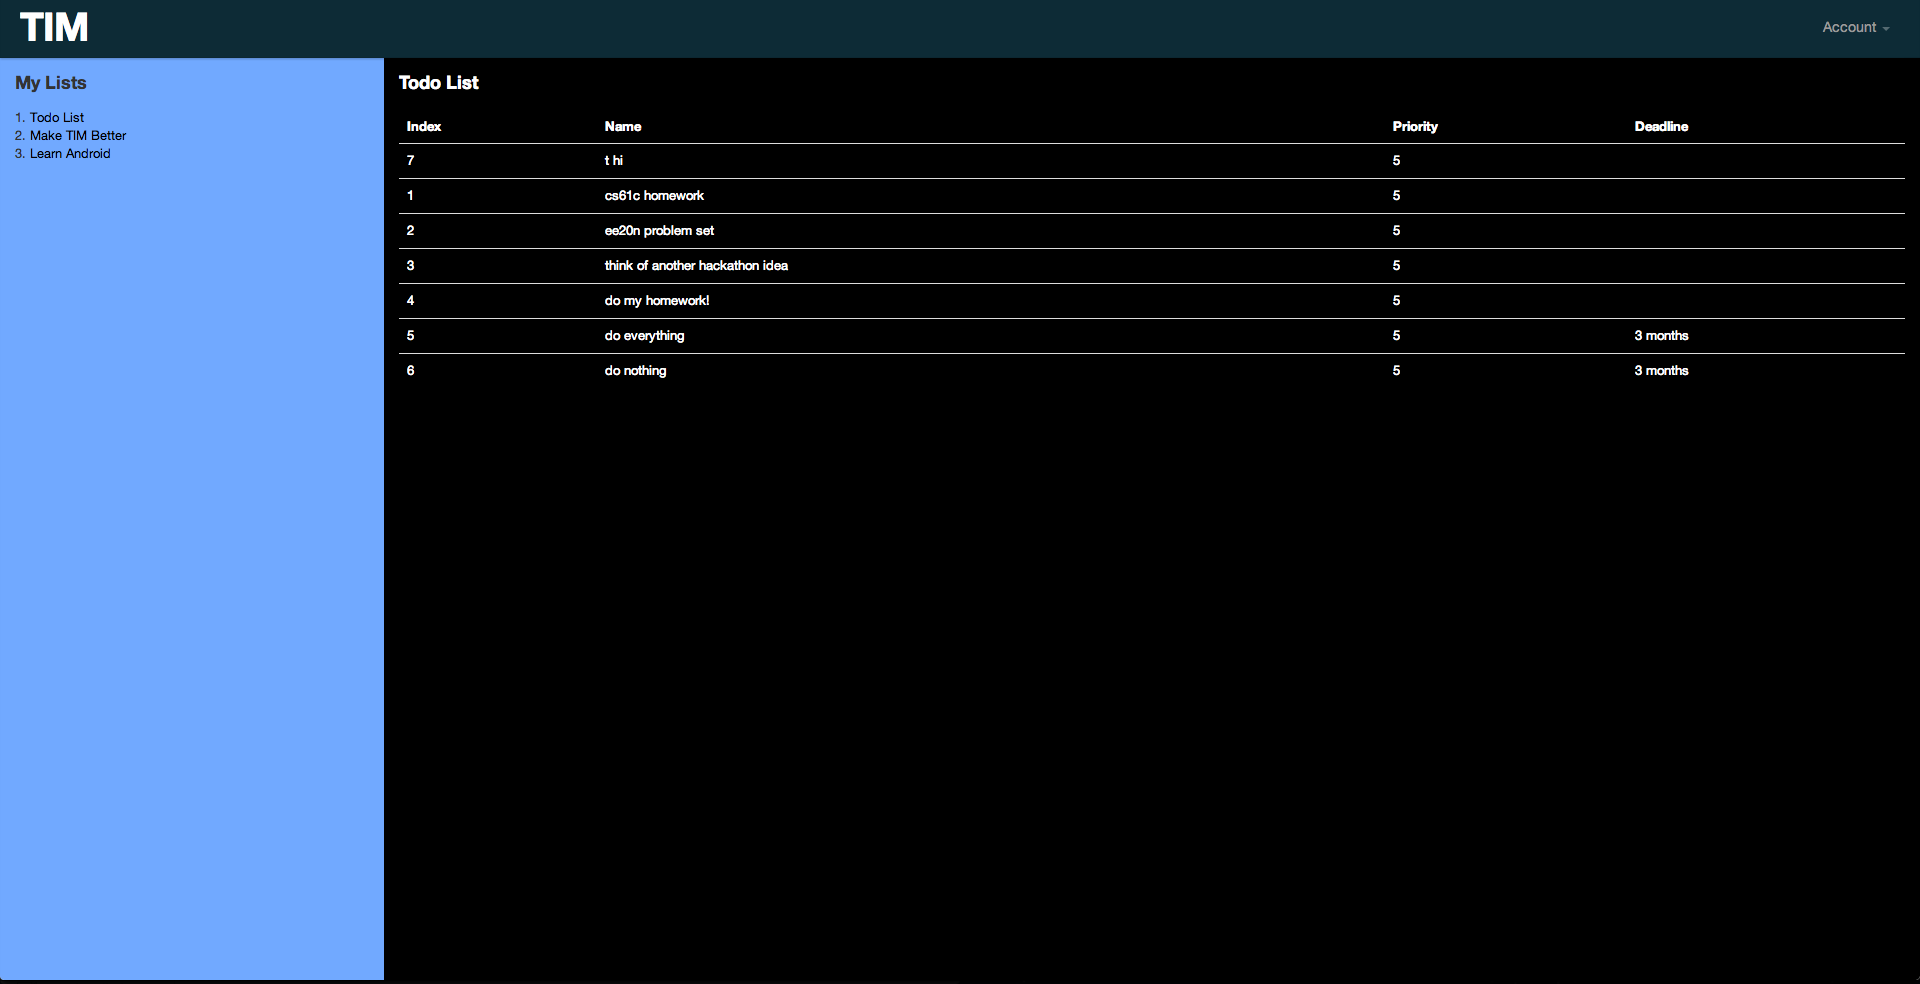 TIM
Account
My Lists
1. Todo List
2. Make TIM Better
3. Learn Android
Todo List
Index Name Priority Deadline
7 t hi 5
1 cs61c homework 5
2 ee20n problem set 5
3 think of another hackathon idea 5
4 do my homework! 5
5 do everything 5 3 months
6 do nothing 5 3 months